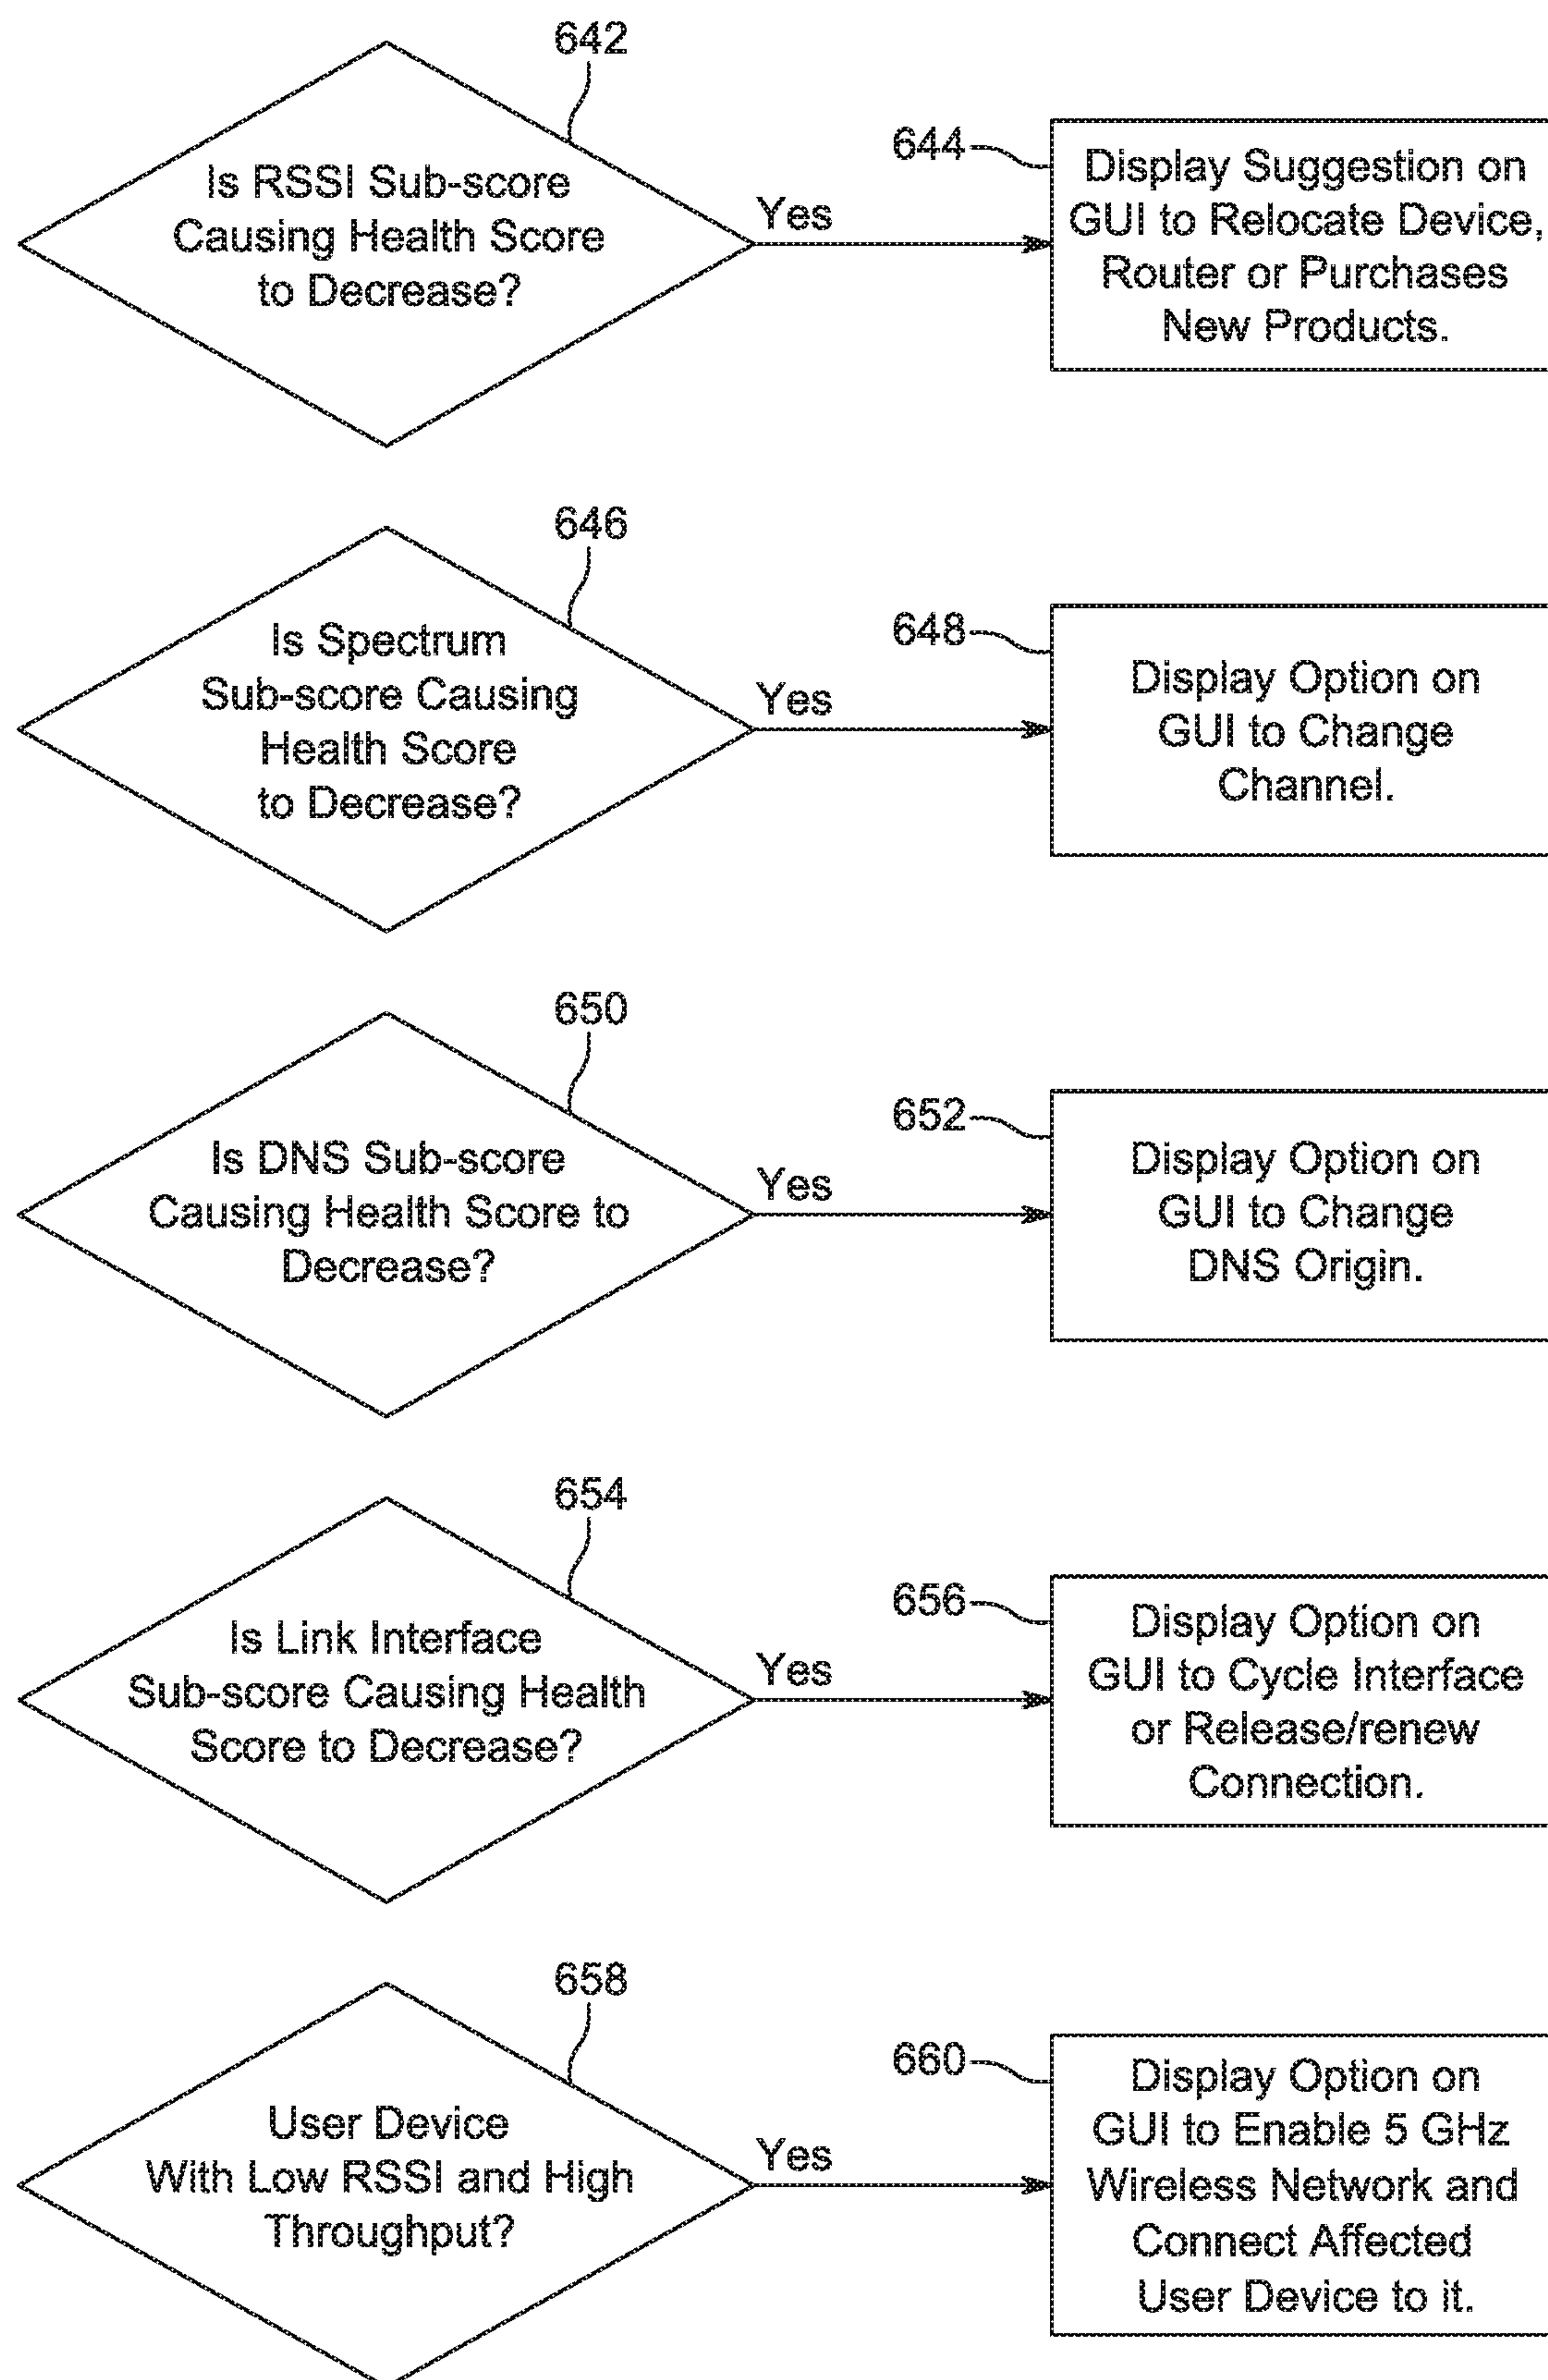 642
Is RSSI Sub-score
Causing Health Score
to Decrease?
Yes
644
Display Suggestion on
GUI to Relocate Device,
Router or Purchases
New Products.
646
Is Spectrum
Sub-score Causing
Health Score
to Decrease?
Yes
648
Display Option on
GUI to Change
Channel.
650
Is DNS Sub-score
Causing Health Score to
Decrease?
Yes
652
Display Option on
GUI to Change
DNS Origin.
654
Is Link Interface
Sub-score Causing Health
Score to Decrease?
Yes
656
Display Option on
GUI to Cycle Interface
or Release/renew
Connection.
658
User Device
With Low RSSI and High
Throughput?
Yes
660
Display Option on
GUI to Enable 5 GHz
Wireless Network and
Connect Affected
User Device to it.